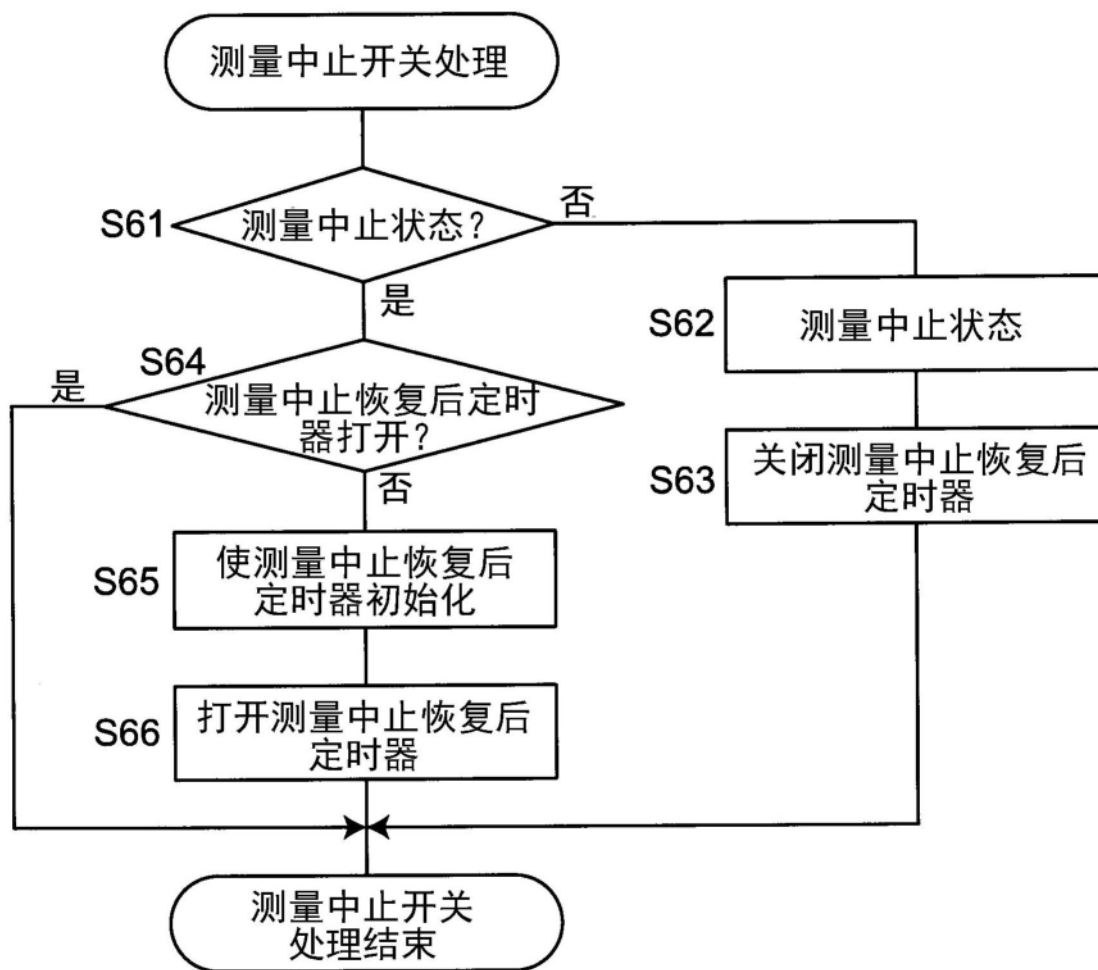 测量中止开关处理
S61
测量中止状态?
否
是
S62
测量中止状态
S64
是
测量中止恢复后定时
器打开?
否
S63
关闭测量中止恢复后
定时器
S65
使测量中止恢复后
定时器初始化
S66
打开测量中止恢复后
定时器
测量中止开关
处理结束